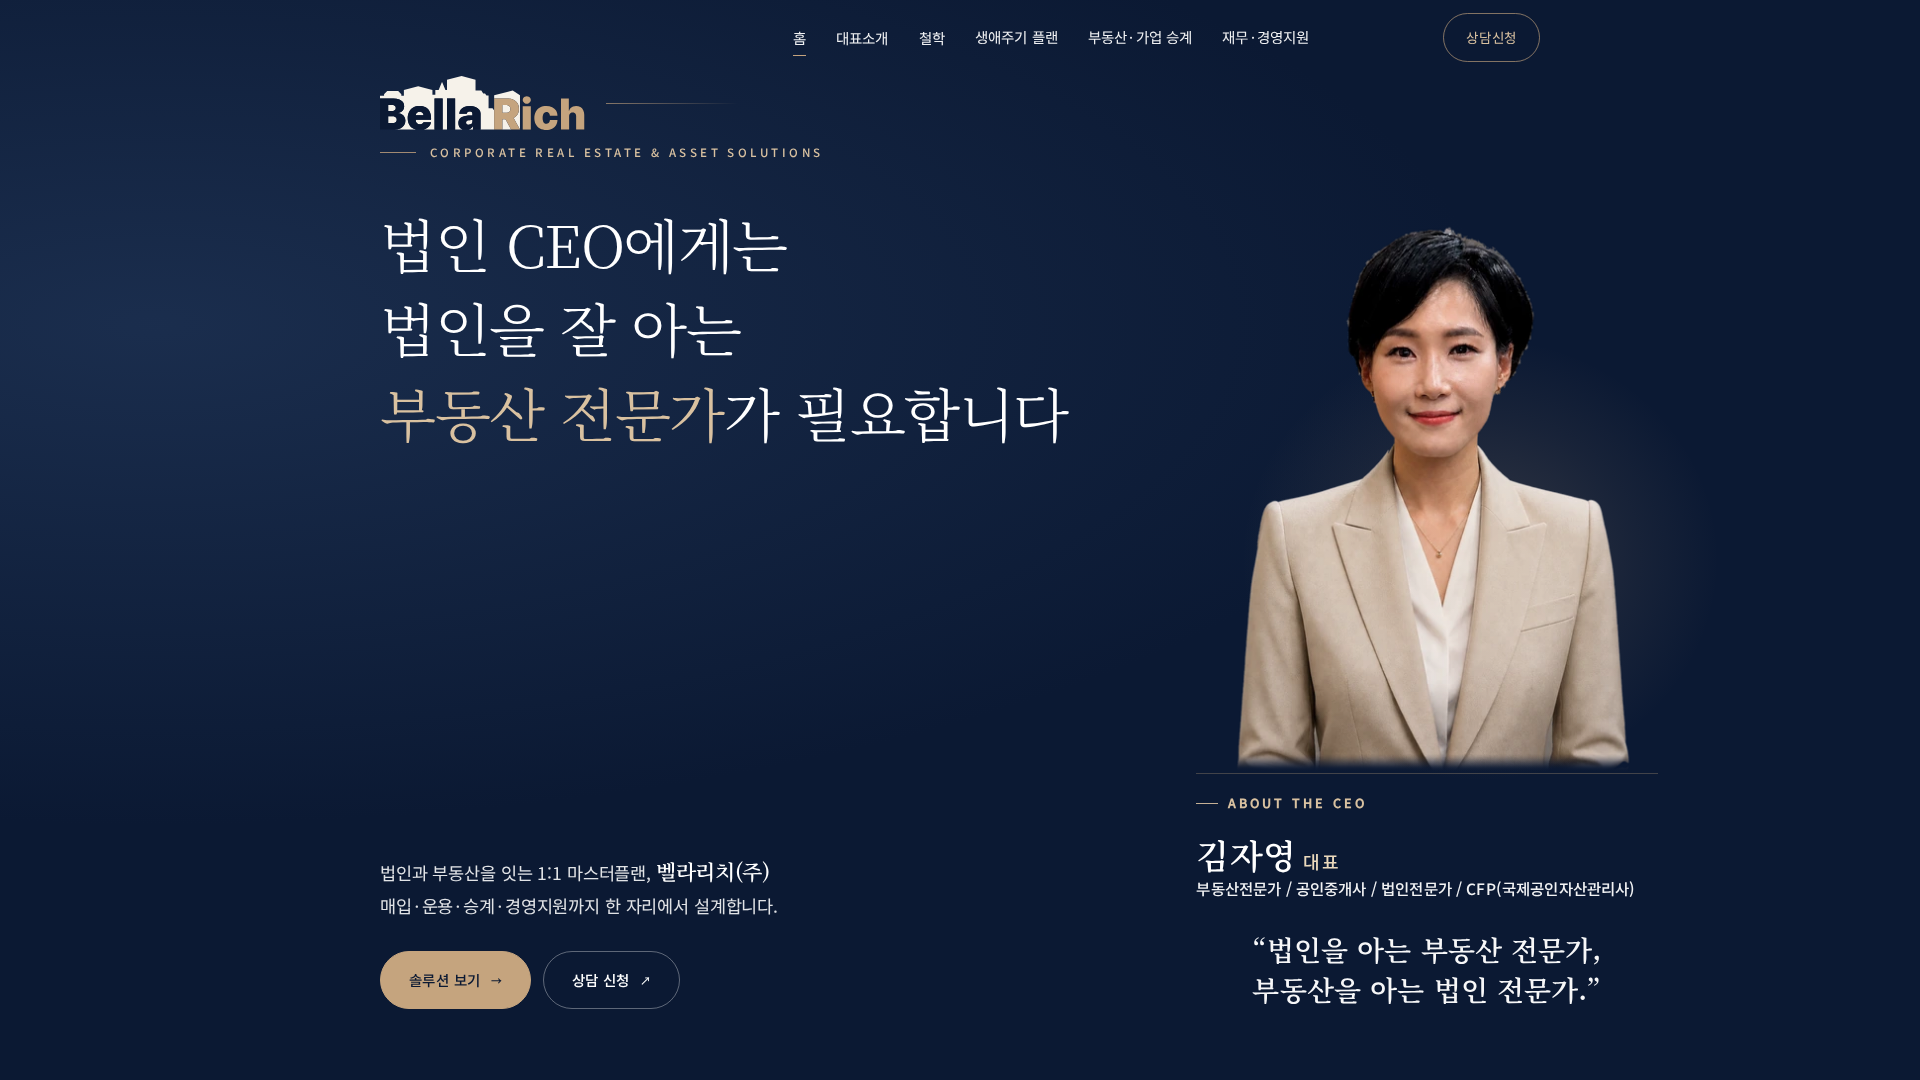 홈
대표소개
철학
생애주기 플랜
부동산·가업 승계
재무·경영지원
상담신청
Bella Rich
CORPORATE REAL ESTATE & ASSET SOLUTIONS
법인 CEO에게는
법인을 잘 아는
부동산 전문가가 필요합니다
법인과 부동산을 잇는 1:1 마스터플랜, 벨라리치(주)
매입·운용·승계·경영지원까지 한 자리에서 설계합니다.
솔루션 보기 →
상담 신청 ↗
ABOUT THE CEO
김자영 대표
부동산전문가 / 공인중개사 / 법인전문가 / CFP(국제공인자산관리사)
“법인을 아는 부동산 전문가,
부동산을 아는 법인 전문가.”